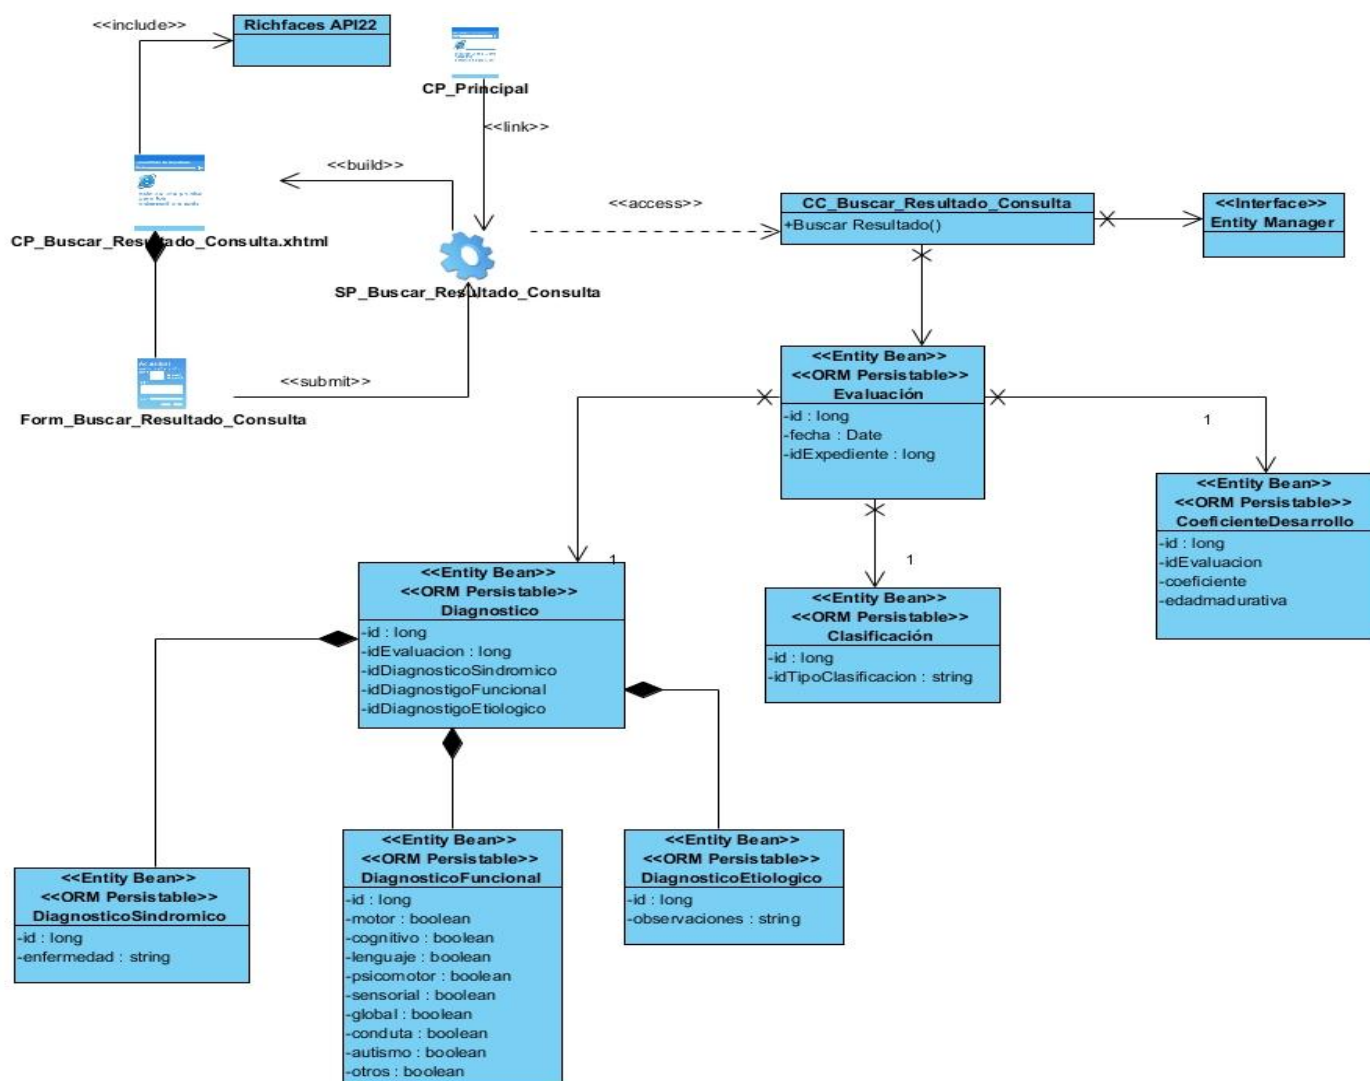 <<include>>
Richfaces API22
CP_Principal
<<link>>
<<build>>
CP_Buscar_Resultado_Consulta.xhtml
SP_Buscar_Resultado_Consulta
<<submit>>
Form_Buscar_Resultado_Consulta
<<access>>
CC_Buscar_Resultado_Consulta
+Buscar Resultado()
<<Interface>>
Entity Manager
<<Entity Bean>>
<<ORM Persistable>>
Evaluación
-id : long
-fecha : Date
-idExpediente : long
1
1
1
<<Entity Bean>>
<<ORM Persistable>>
CoeficienteDesarrollo
-id : long
-idEvaluacion
-coeficiente
-edadmadurativa
<<Entity Bean>>
<<ORM Persistable>>
Diagnostico
-id : long
-idEvaluacion : long
-idDiagnosticoSindromico
-idDiagnostigoFuncional
-idDiagnostigoEtiologico
<<Entity Bean>>
<<ORM Persistable>>
Clasificación
-id : long
-idTipoClasificacion : string
<<Entity Bean>>
<<ORM Persistable>>
DiagnosticoSindromico
-id : long
-enfermedad : string
<<Entity Bean>>
<<ORM Persistable>>
DiagnosticoFuncional
-id : long
-motor : boolean
-cognitivo : boolean
-lenguaje : boolean
-psicomotor : boolean
-sensorial : boolean
-global : boolean
-conduta : boolean
-autismo : boolean
-otros : boolean
<<Entity Bean>>
<<ORM Persistable>>
DiagnosticoEtiologico
-id : long
-observaciones : string